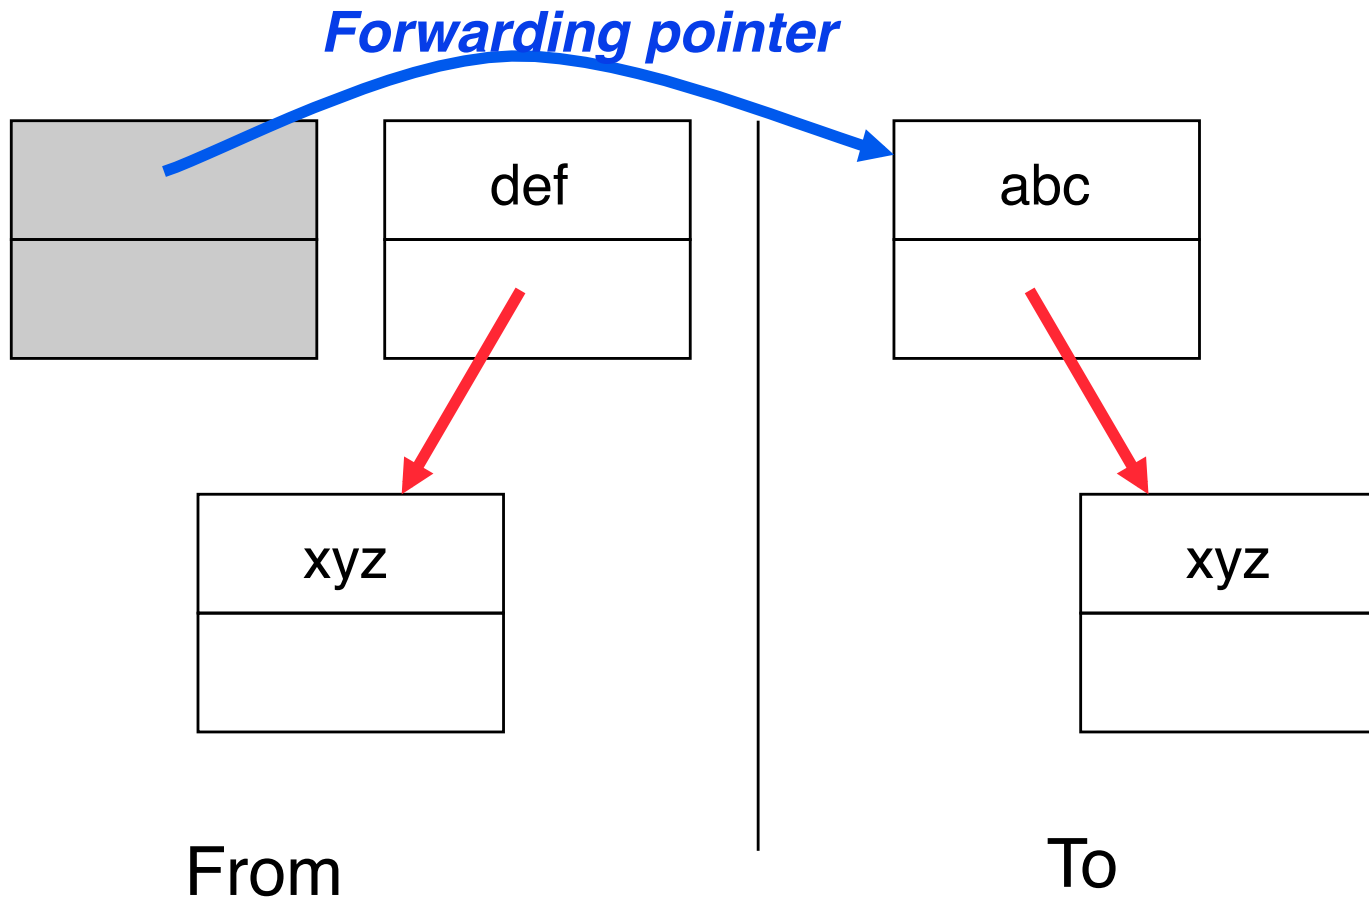 Forwarding pointer
def
abc
xyz
xyz
From
To